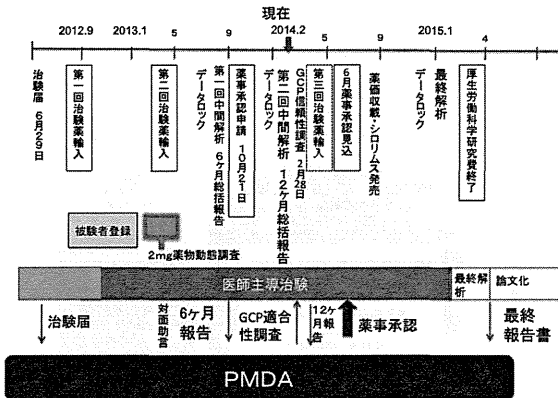 現在
2012.9
2013.1
5
9
2014.2
5
9
2015.1
4
治験届 6月29日
第一回治験薬輸入
第二回治験薬輸入
データロック
第一回中間解析 6ヶ月総括報告
薬事承認申請 10月21日
データロック
第二回中間解析 12ヶ月総括報告
GCP信頼性調査 2月28日
第三回治験薬輸入
6月薬事承認見込
薬価収載・シロリムス発売
データロック
最終解析
厚生労働科学研究費終了
被験者登録
2mg薬物動態調査
医師主導治験
最終解析
論文化
治験届
対面助言
6ヶ月報告
GCP適合性調査
12ヶ月報告
薬事承認
最終報告書
PMDA